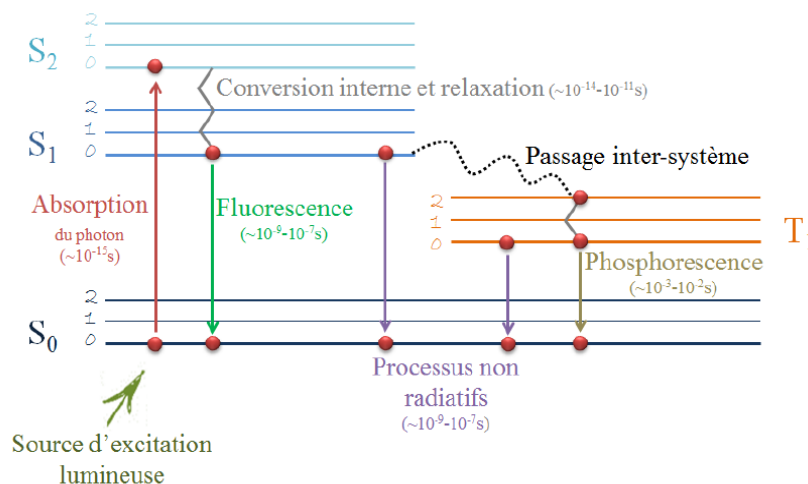 2
1
0
S2
Conversion interne et relaxation (~10-14-10-11s)
2
1
0
S1
Passage inter-système
Absorption
du photon
(~10-15s)
Fluorescence
(~10-9-10-7s)
2
1
0
T
Phosphorescence
(~10-3-10-2s)
2
1
0
S0
Processus non
radiatifs
(~10-9-10-7s)
Source d'excitation
lumineuse